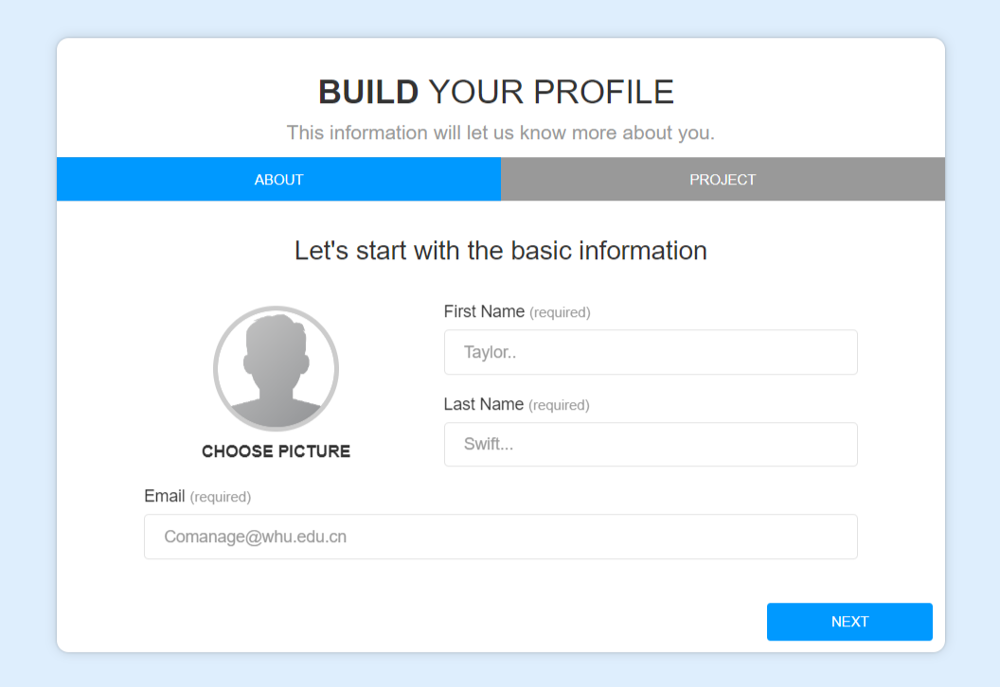 BUILD YOUR PROFILE
This information will let us know more about you.
ABOUT
PROJECT
Let's start with the basic information
First Name (required)
Taylor..
Last Name (required)
Swift...
CHOOSE PICTURE
Email (required)
Comanage@whu.edu.cn
NEXT